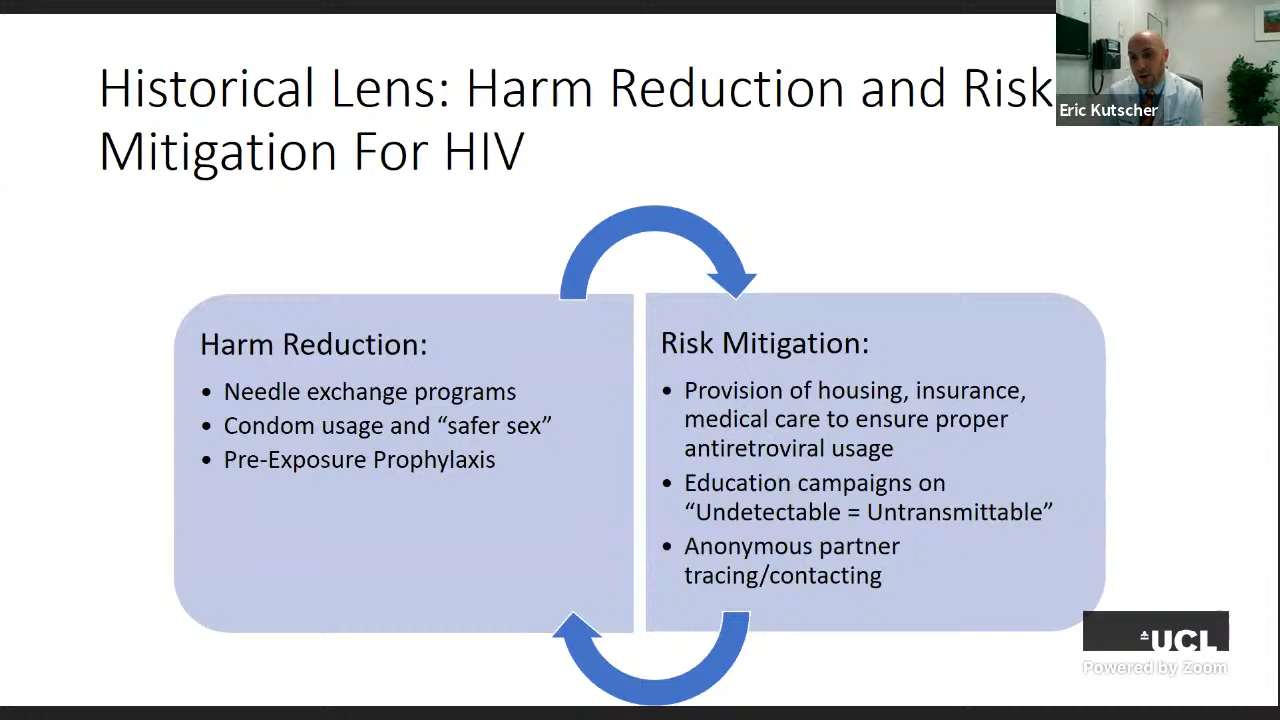 Historical Lens: Harm Reduction and Risk
Mitigation For HIV
Eric Kutscher
Harm Reduction:
• Needle exchange programs
• Condom usage and “safer sex”
• Pre-Exposure Prophylaxis
Risk Mitigation:
• Provision of housing, insurance,
medical care to ensure proper
antiretroviral usage
• Education campaigns on
“Undetectable = Untransmittable”
• Anonymous partner
tracing/contacting
UCL
Powered by Zoom